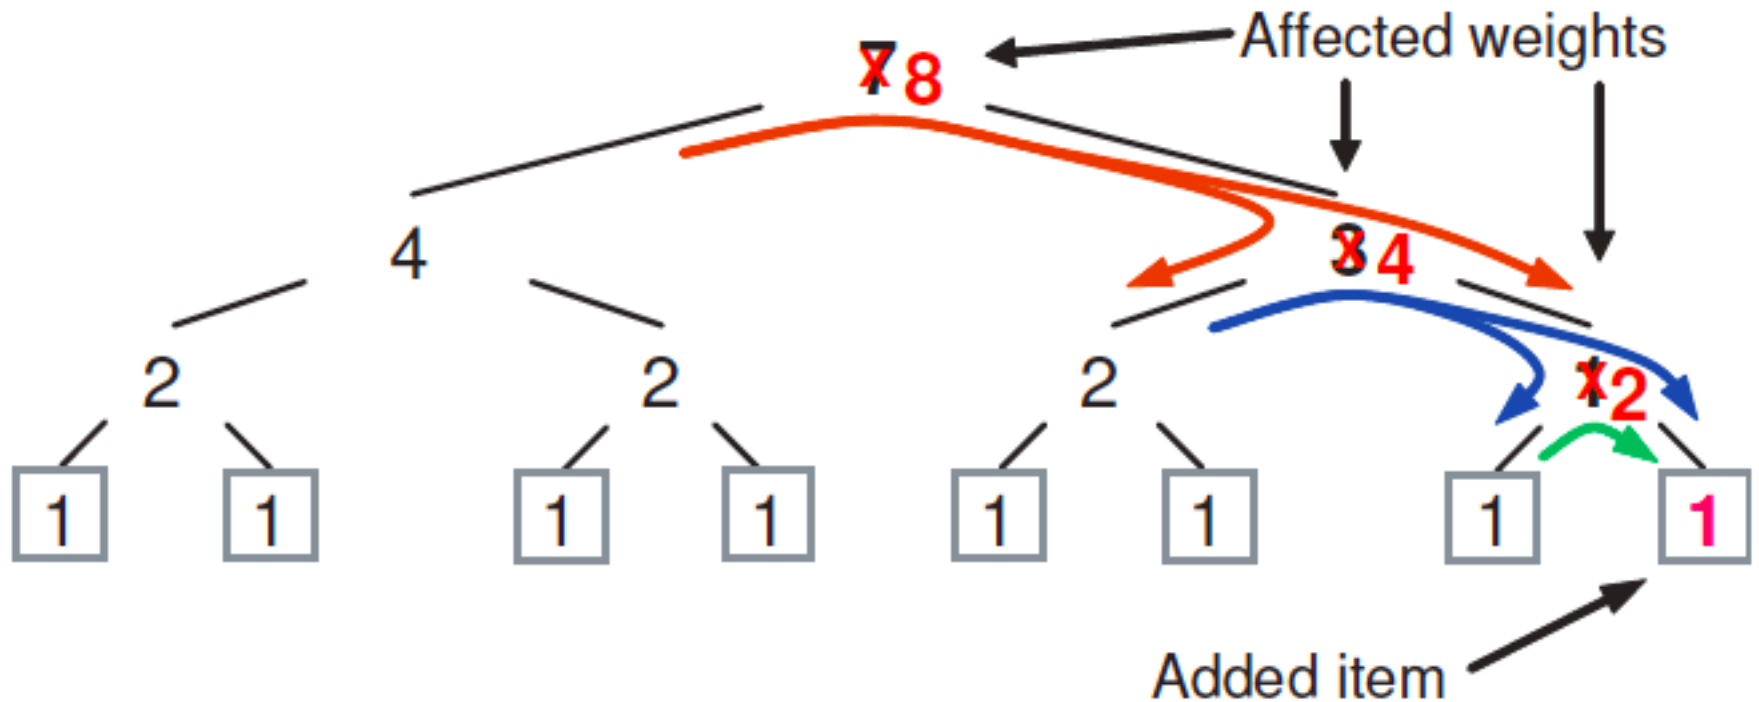 Affected weights
7 8
4
3 4
2 2 2 1 2
1 1 1 1 1 1 1 1
Added item